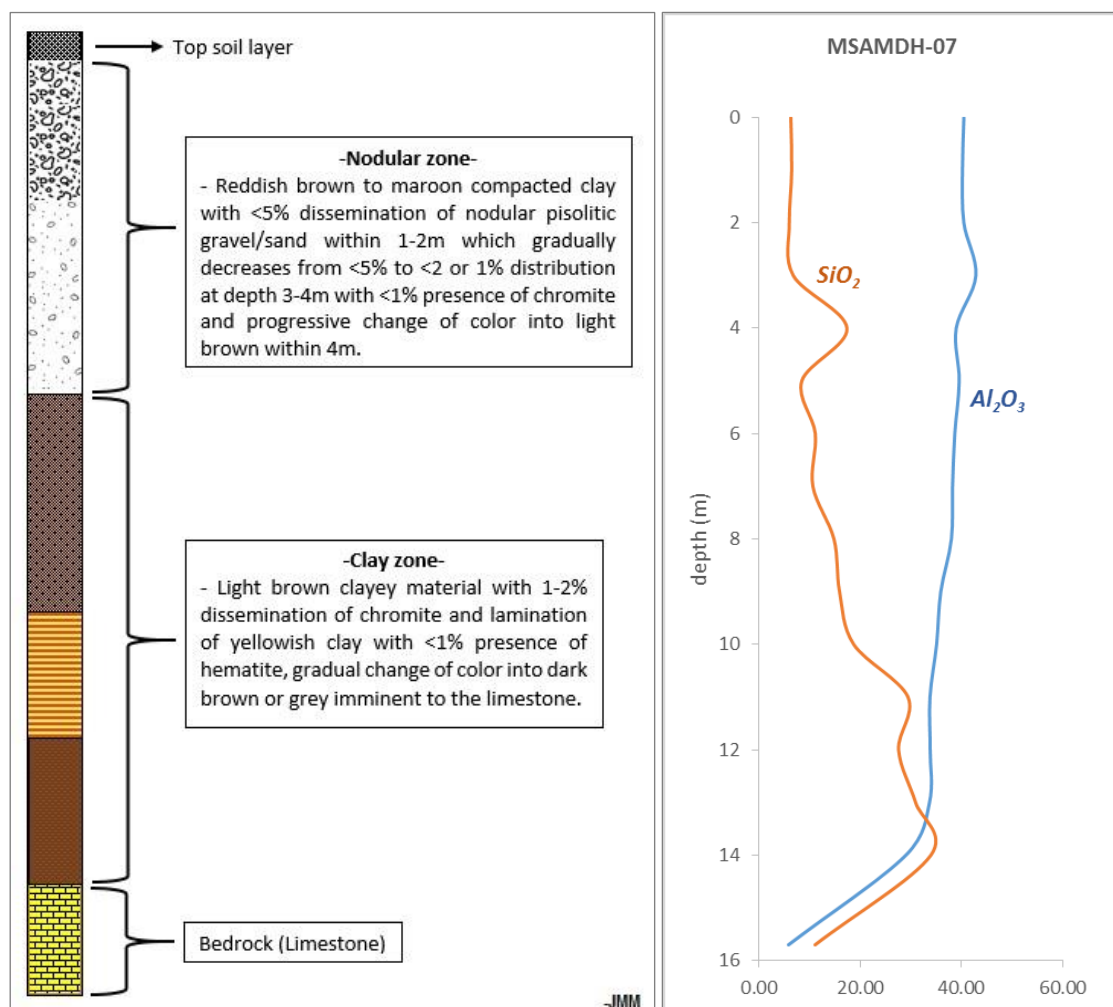 Top soil layer
-Nodular zone-
- Reddish brown to maroon compacted clay
with <5% dissemination of nodular pisolitic
gravel/sand within 1-2m which gradually
decreases from <5% to <2 or 1% distribution
at depth 3-4m with <1% presence of chromite
and progressive change of color into light
brown within 4m.
-Clay zone-
- Light brown clayey material with 1-2%
dissemination of chromite and lamination
of yellowish clay with <1% presence of
hematite, gradual change of color into dark
brown or grey imminent to the limestone.
Bedrock (Limestone)
-JMM
MSAMDH-07
0
2
4
6
8
10
12
14
16
depth (m)
SiO₂
Al₂O₃
0.00 20.00 40.00 60.00